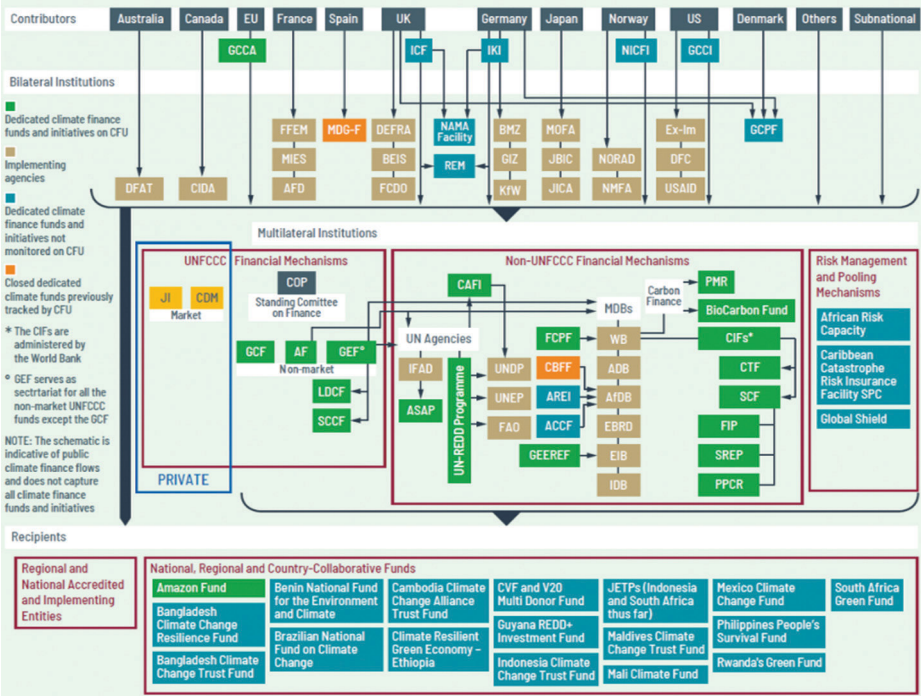 Contributors
Australia
Canada
EU
France
Spain
UK
Germany
Japan
Norway
US
Denmark
Others
Subnational
GCCA
ICF
IKI
NICFI
GCCI
Bilateral Institutions
Dedicated climate finance
funds and initiatives on CFU
Implementing
agencies
Dedicated climate
finance funds and
initiatives not
monitored on CFU
Closed dedicated
climate funds previously
tracked by CFU
* The CIFs are
administered by
the World Bank
° GEF serves as
sectrtariat for all the
non-market UNFCCC
funds except the GCF
NOTE: The schematic is
indicative of public
climate finance flows
and does not capture
all climate finance
funds and initiatives
FFEM
MDG-F
DEFRA
NAMA
Facility
BMZ
MOFA
Ex-Im
GCPF
MIES
BEIS
REM
GIZ
JBIC
NORAD
DFC
DFAT
CIDA
AFD
FCDO
KfW
JICA
NMFA
USAID
Multilateral Institutions
UNFCCC Financial Mechanisms
JI
CDM
Market
COP
Standing Comittee
on Finance
GCF
AF
GEF°
Non-market
LDCF
SCCF
PRIVATE
Non-UNFCCC Financial Mechanisms
CAFI
UN Agencies
IFAD
ASAP
UN-REDD Programme
UNDP
UNEP
FAO
FCPF
CBFF
AREI
ACCF
GEEREF
MDBs
WB
ADB
AfDB
EBRD
EIB
IDB
Carbon
Finance
PMR
BioCarbon Fund
CIFs*
CTF
SCF
FIP
SREP
PPCR
Risk Management
and Pooling
Mechanisms
African Risk
Capacity
Caribbean
Catastrophe
Risk Insurance
Facility SPC
Global Shield
Recipients
Regional and
National Accredited
and Implementing
Entities
National, Regional and Country-Collaborative Funds
Amazon Fund
Bangladesh
Climate Change
Resilience Fund
Bangladesh Climate
Change Trust Fund
Benin National Fund
for the Environment
and Climate
Brazilian National
Fund on Climate
Change
Cambodia Climate
Change Alliance
Trust Fund
Climate Resilient
Green Economy –
Ethiopia
CVF and V20
Multi Donor Fund
Guyana REDD+
Investment Fund
Indonesia Climate
Change Trust Fund
JETPs (Indonesia
and South Africa
thus far)
Maldives Climate
Change Trust Fund
Mali Climate Fund
Mexico Climate
Change Fund
Philippines People's
Survival Fund
Rwanda's Green Fund
South Africa
Green Fund